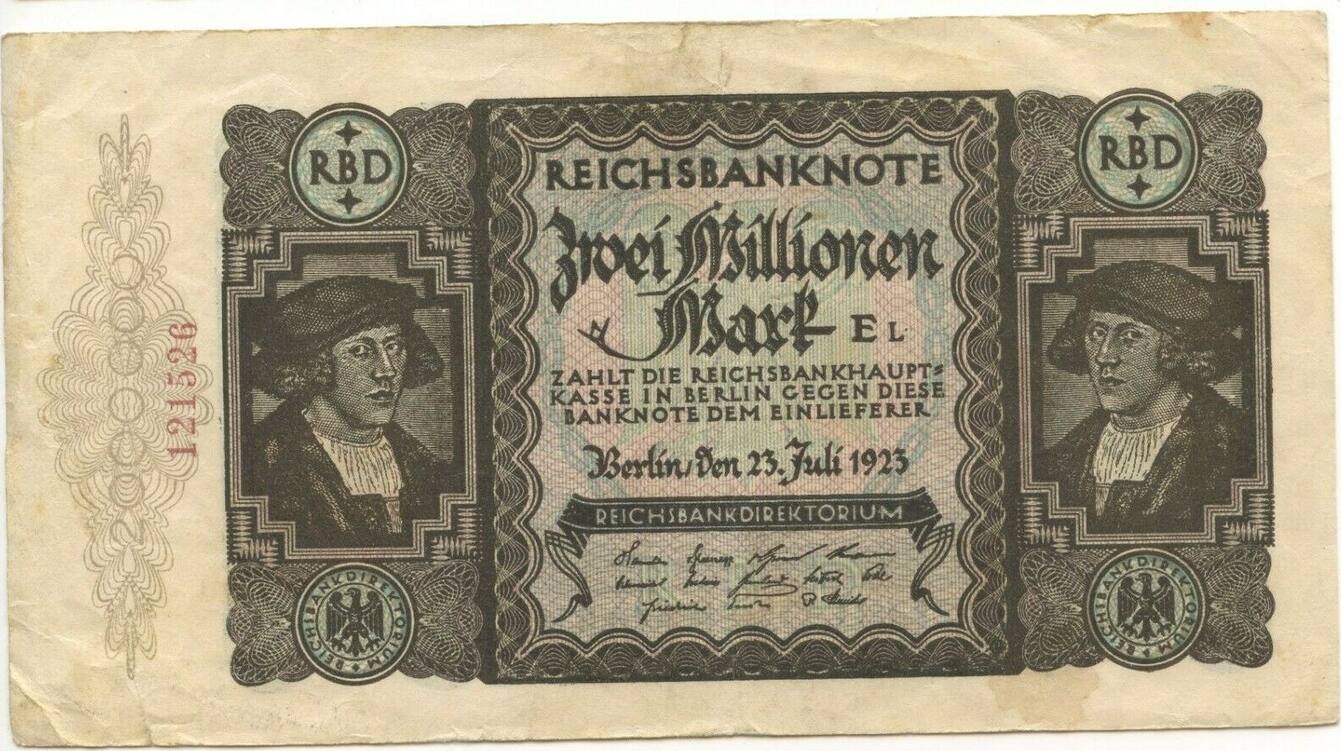 RBD
RBD
REICHSBANKNOTE
Zwei Millionen
Mark
N
EL
ZAHLT DIE REICHSBANKHAUPT=
KASSE IN BERLIN GEGEN DIESE
BANKNOTE DEM EINLIEFERER
Berlin, den 23. Juli 1923
REICHSBANKDIREKTORIUM
121526
REICHSBANKDIREKTORIUM
REICHSBANKDIREKTORIUM